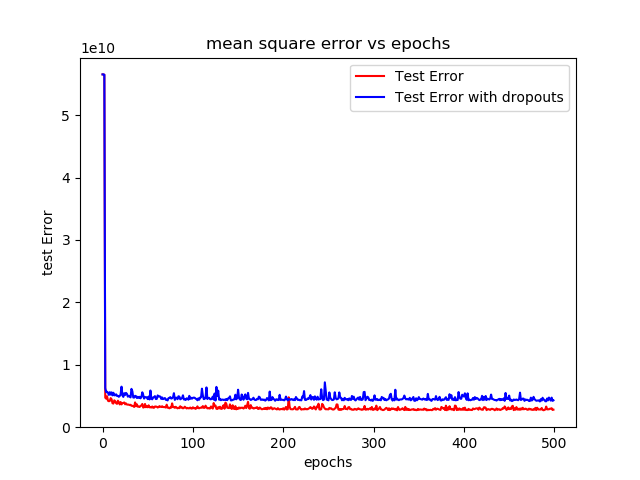 mean square error vs epochs
1e10
Test Error
Test Error with dropouts
5
4
3
2
1
0
test Error
0 100 200 300 400 500
epochs